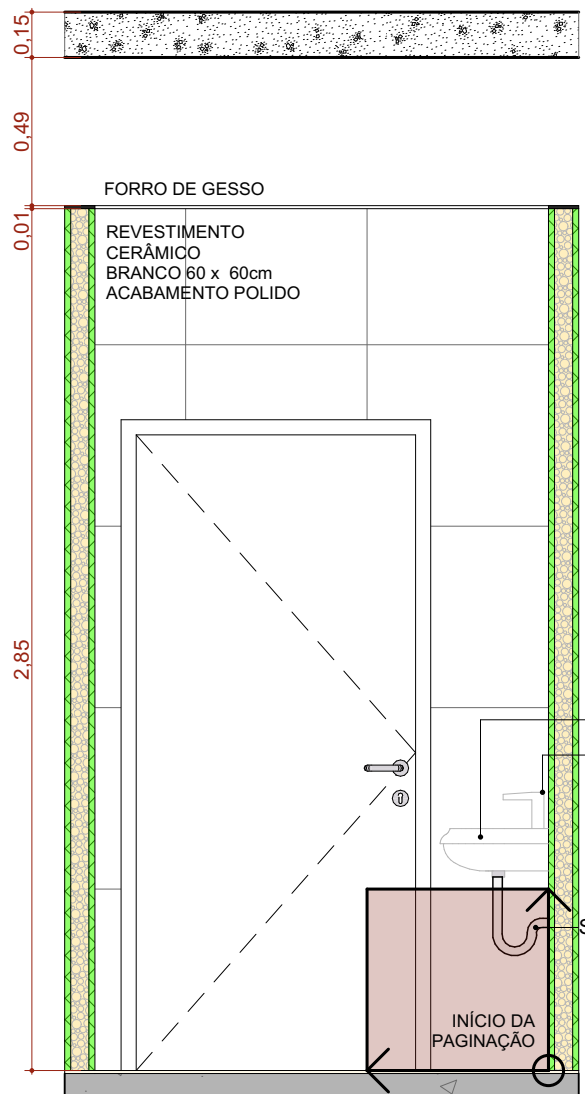 0,15
0,49
0,01
2,85
FORRO DE GESSO
REVESTIMENTO
CERÂMICO
BRANCO 60 x 60cm
ACABAMENTO POLIDO
S
INÍCIO DA
PAGINAÇÃO